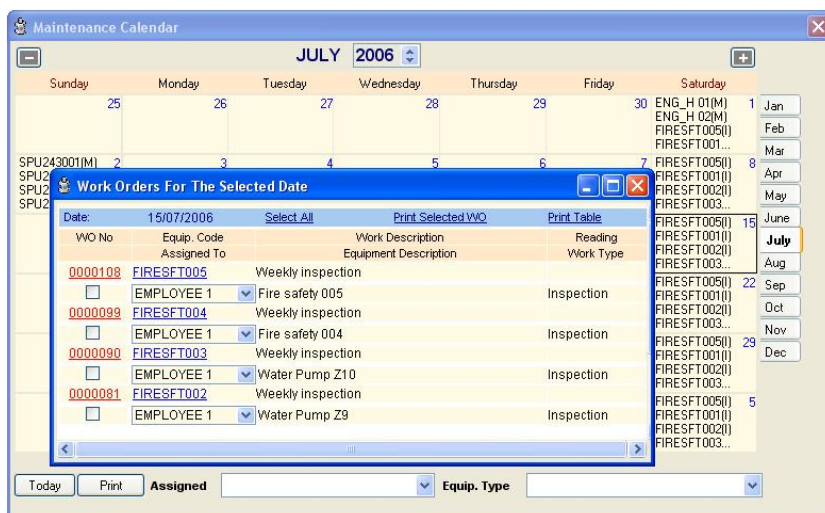 Maintenance Calendar
JULY 2006
Sunday Monday Tuesday Wednesday Thursday Friday Saturday
25 26 27 28 29 30 1
ENG_H 01(M)
ENG_H 02(M)
FIRESFT005(I)
FIRESFT001...
SPU243001(M) 2 3 4 5 6 7 8
SPU2
SPU2
SPU2
FIRESFT005(I)
FIRESFT001(I)
FIRESFT002(I)
FIRESFT003...
FIRESFT005(I) 15
FIRESFT001(I)
FIRESFT002(I)
FIRESFT003...
FIRESFT005(I) 22
FIRESFT001(I)
FIRESFT002(I)
FIRESFT003...
FIRESFT005(I) 29
FIRESFT001(I)
FIRESFT002(I)
FIRESFT003...
FIRESFT005(I) 5
FIRESFT001(I)
FIRESFT002(I)
FIRESFT003...
Jan
Feb
Mar
Apr
May
June
July
Aug
Sep
Oct
Nov
Dec
Work Orders For The Selected Date
Date: 15/07/2006 Select All Print Selected WO Print Table
WO No Equip. Code Work Description Reading
Assigned To Equipment Description Work Type
0000108 FIRESFT005 Weekly inspection
EMPLOYEE 1 Fire safety 005 Inspection
0000099 FIRESFT004 Weekly inspection
EMPLOYEE 1 Fire safety 004 Inspection
0000090 FIRESFT003 Weekly inspection
EMPLOYEE 1 Water Pump Z10 Inspection
0000081 FIRESFT002 Weekly inspection
EMPLOYEE 1 Water Pump Z9 Inspection
Today Print Assigned Equip. Type